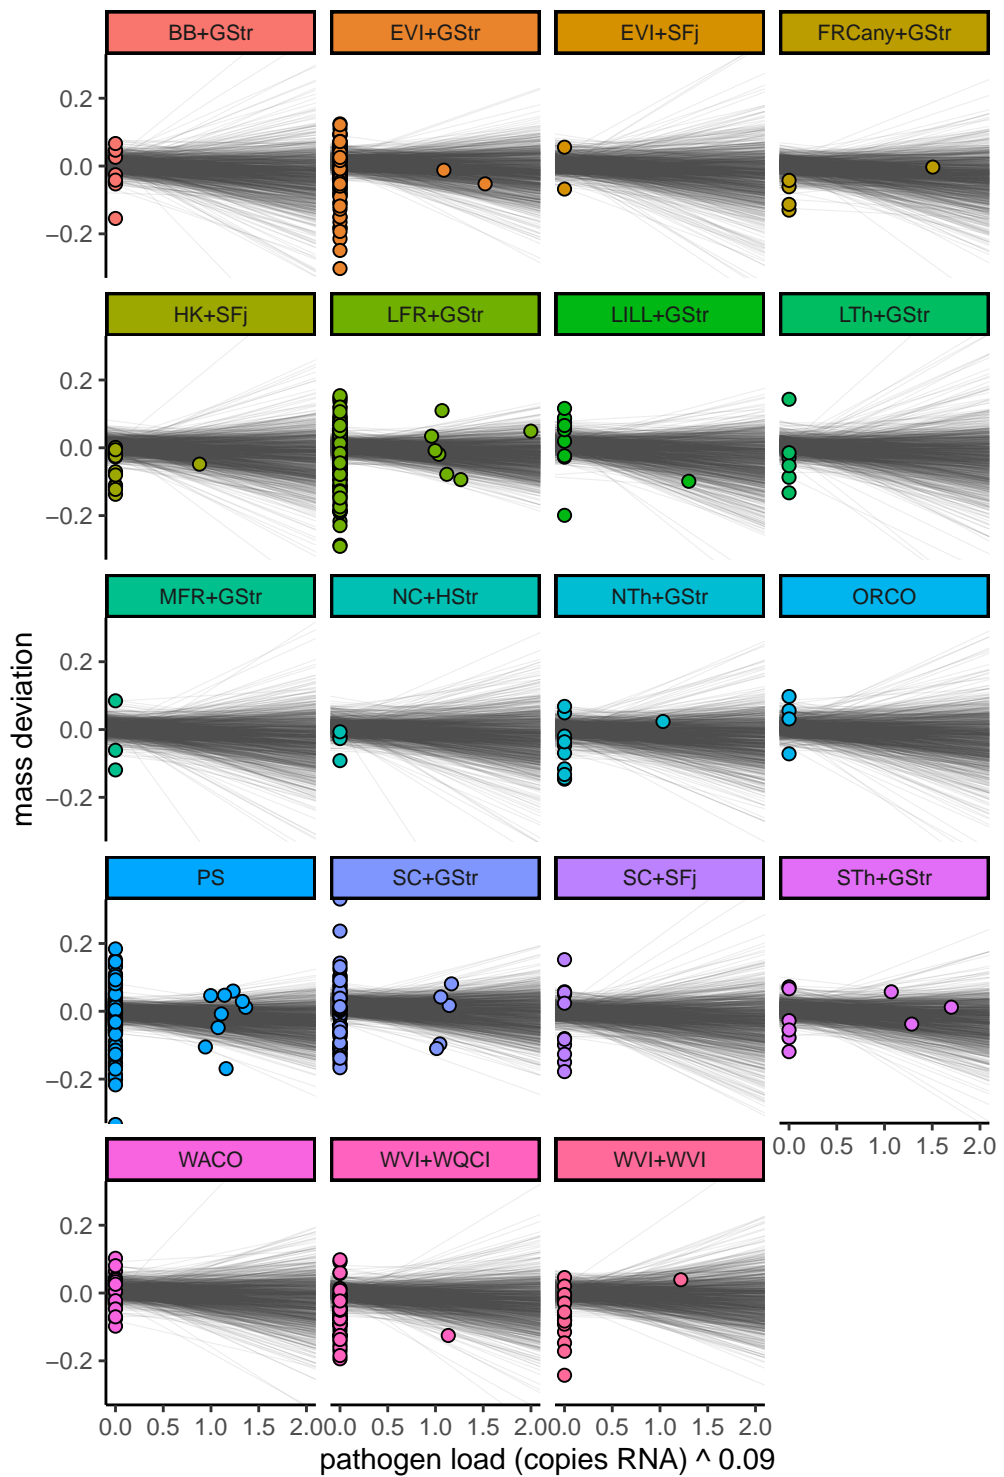 BB+GStr
EVI+GStr
EVI+SFj
FRCany+GStr
0.2
0.0
−0.2
HK+SFj
LFR+GStr
LILL+GStr
LTh+GStr
0.2
0.0
−0.2
MFR+GStr
NC+HStr
NTh+GStr
ORCO
0.2
0.0
−0.2
mass deviation
PS
SC+GStr
SC+SFj
STh+GStr
0.2
0.0
−0.2
0.0 0.5 1.0 1.5 2.0
WACO
WVI+WQCI
WVI+WVI
0.2
0.0
−0.2
0.0 0.5 1.0 1.5 2.0
0.0 0.5 1.0 1.5 2.0
0.0 0.5 1.0 1.5 2.0
pathogen load (copies RNA) ^ 0.09